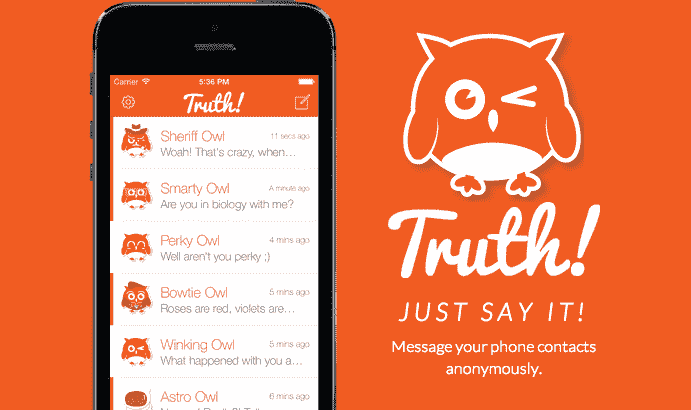 Carrier 5:36 PM
Truth!
Sheriff Owl 11 secs ago
Woah! That's crazy, when...
Smarty Owl A minute ago
Are you in biology with me?
Perky Owl 4 mins ago
Well aren't you perky ;)
Bowtie Owl 5 mins ago
Roses are red, violets are...
Winking Owl 5 mins ago
What happened with you a...
Astro Owl 6 mins ago
Truth!
JUST SAY IT!
Message your phone contacts
anonymously.